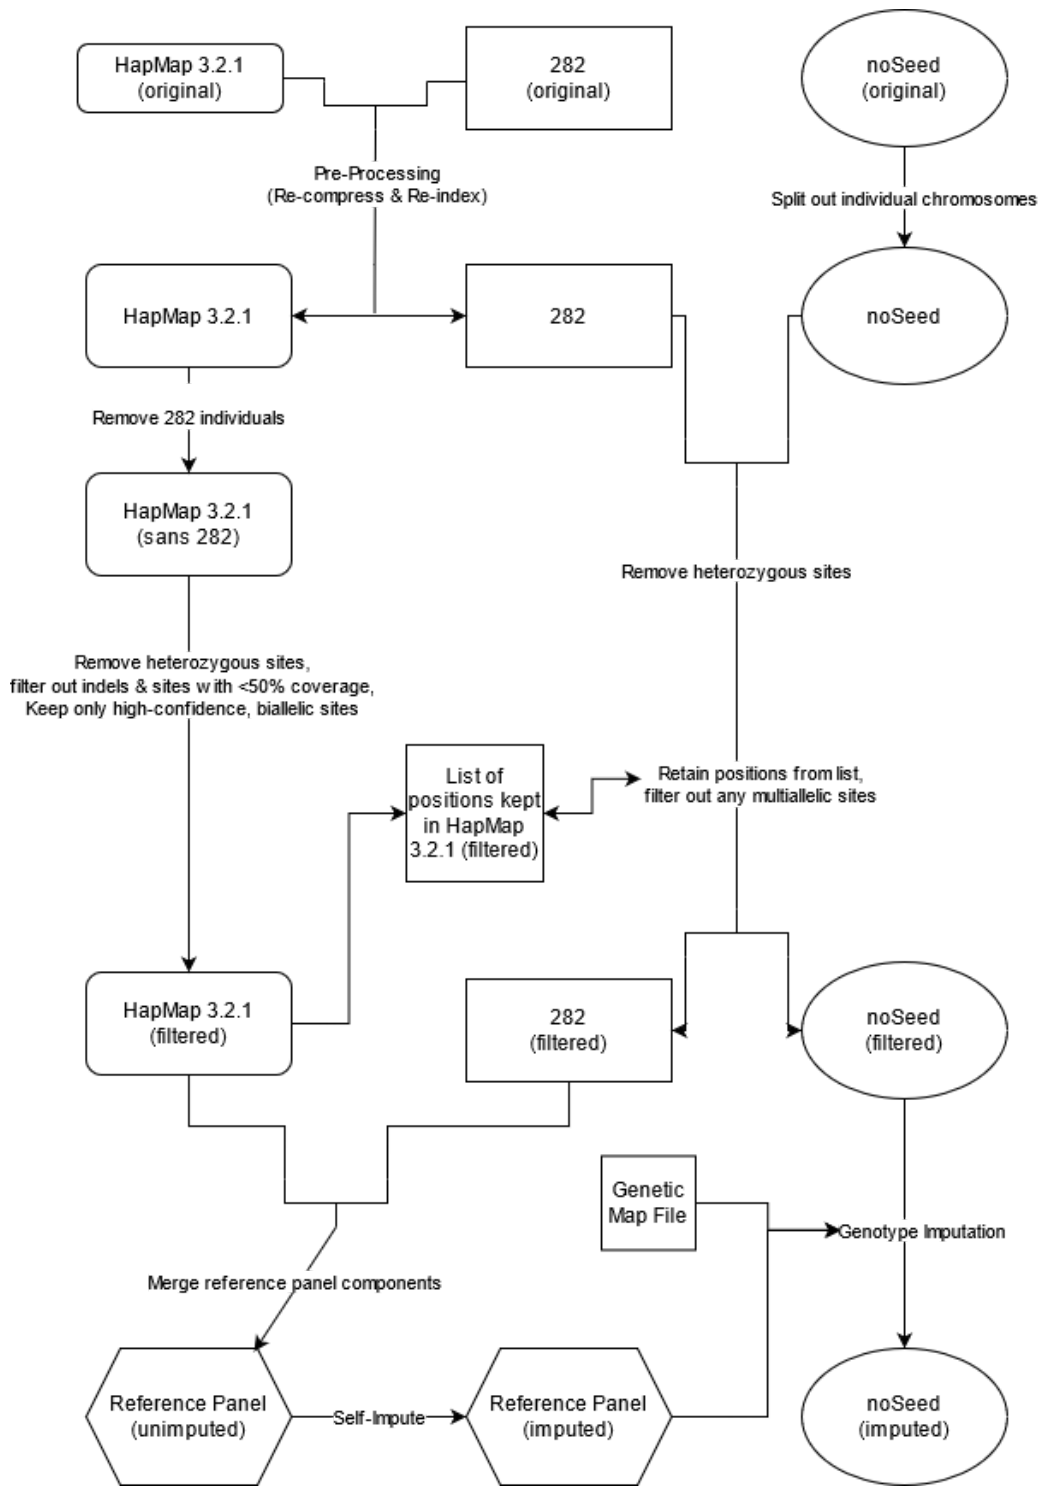 HapMap 3.2.1
(original)
282
(original)
noSeed
(original)
Pre-Processing
(Re-compress & Re-index)
Split out individual chromosomes
HapMap 3.2.1
282
noSeed
Remove 282 individuals
HapMap 3.2.1
(sans 282)
Remove heterozygous sites
Remove heterozygous sites,
filter out indels & sites with <50% coverage,
Keep only high-confidence, biallelic sites
List of
positions kept
in HapMap
3.2.1 (filtered)
Retain positions from list,
filter out any multiallelic sites
HapMap 3.2.1
(filtered)
282
(filtered)
noSeed
(filtered)
Genetic
Map File
Genotype Imputation
Merge reference panel components
Reference Panel
(unimputed)
Self-Impute
Reference Panel
(imputed)
noSeed
(imputed)